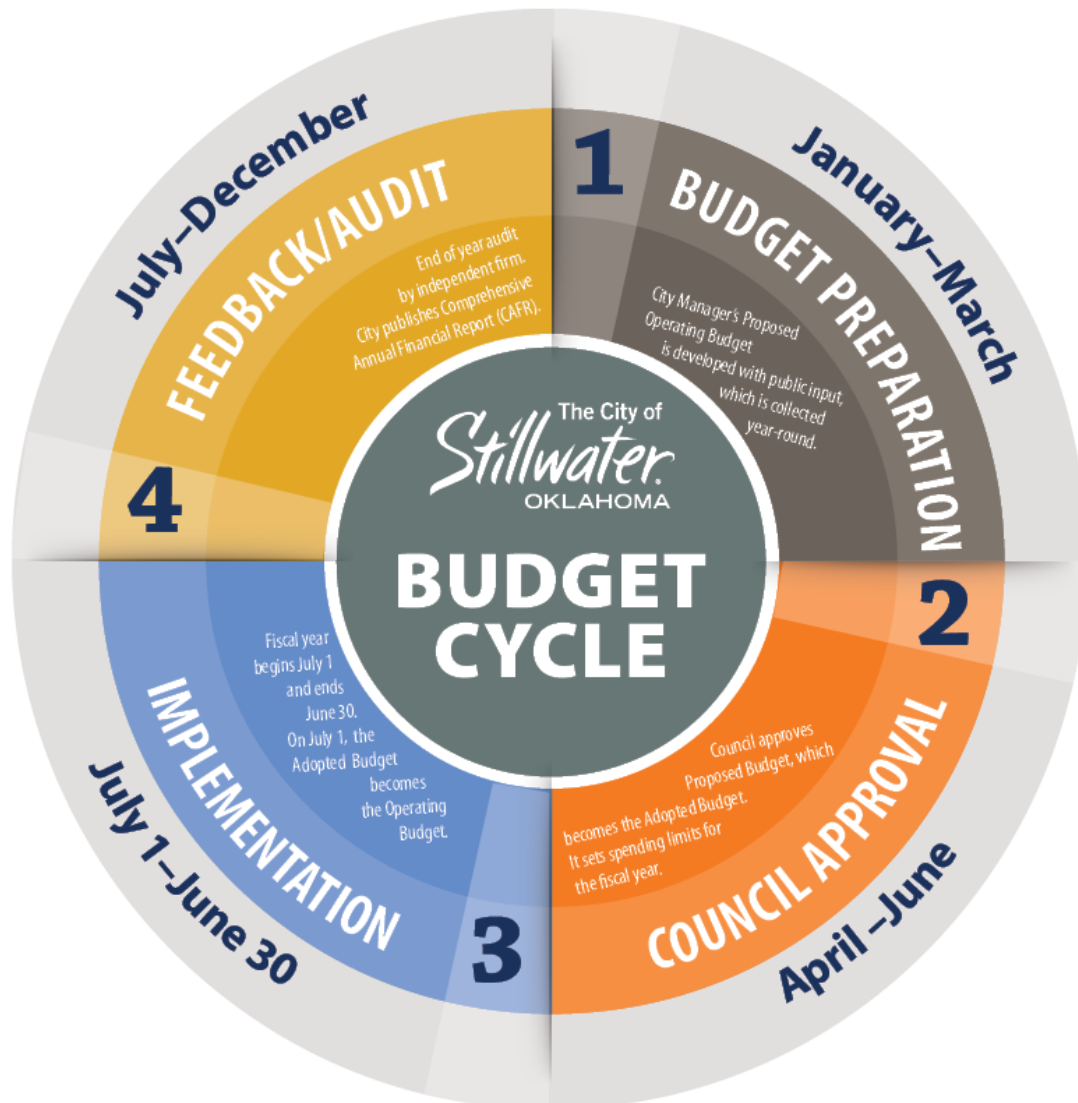 The City of
Stillwater
OKLAHOMA
BUDGET
CYCLE
1
BUDGET PREPARATION
January–March
City Manager's Proposed
Operating Budget
is developed with public input,
which is collected
year-round.
2
COUNCIL APPROVAL
April –June
Council approves
Proposed Budget, which
becomes the Adopted Budget.
It sets spending limits for
the fiscal year.
3
IMPLEMENTATION
July 1–June 30
Fiscal year
begins July 1
and ends
June 30.
On July 1, the
Adopted Budget
becomes
the Operating
Budget.
4
FEEDBACK/AUDIT
July–December
End of year audit
by independent firm.
City publishes Comprehensive
Annual Financial Report (CAFR).